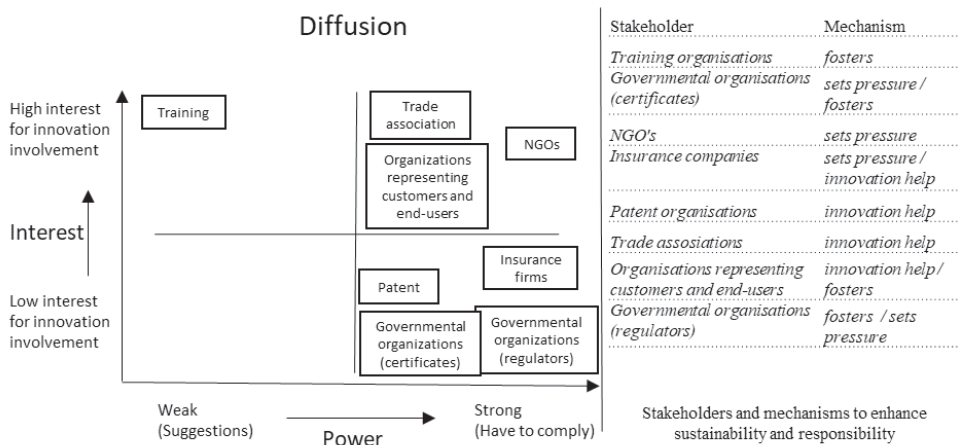 Diffusion
High interest
for innovation
involvement
Interest
Low interest
for innovation
involvement
Training
Trade
association
NGOs
Organizations
representing
customers and
end-users
Insurance
firms
Patent
Governmental
organizations
(certificates)
Governmental
organizations
(regulators)
Weak
(Suggestions)
Power
Strong
(Have to comply)
Stakeholder Mechanism
Training organisations fosters
Governmental organisations sets pressure /
(certificates) fosters
NGO's sets pressure
Insurance companies sets pressure /
innovation help
Patent organisations innovation help
Trade assosiations innovation help
Organisations representing innovation help /
customers and end-users fosters
Governmental organisations fosters / sets
(regulators) pressure
Stakeholders and mechanisms to enhance
sustainability and responsibility